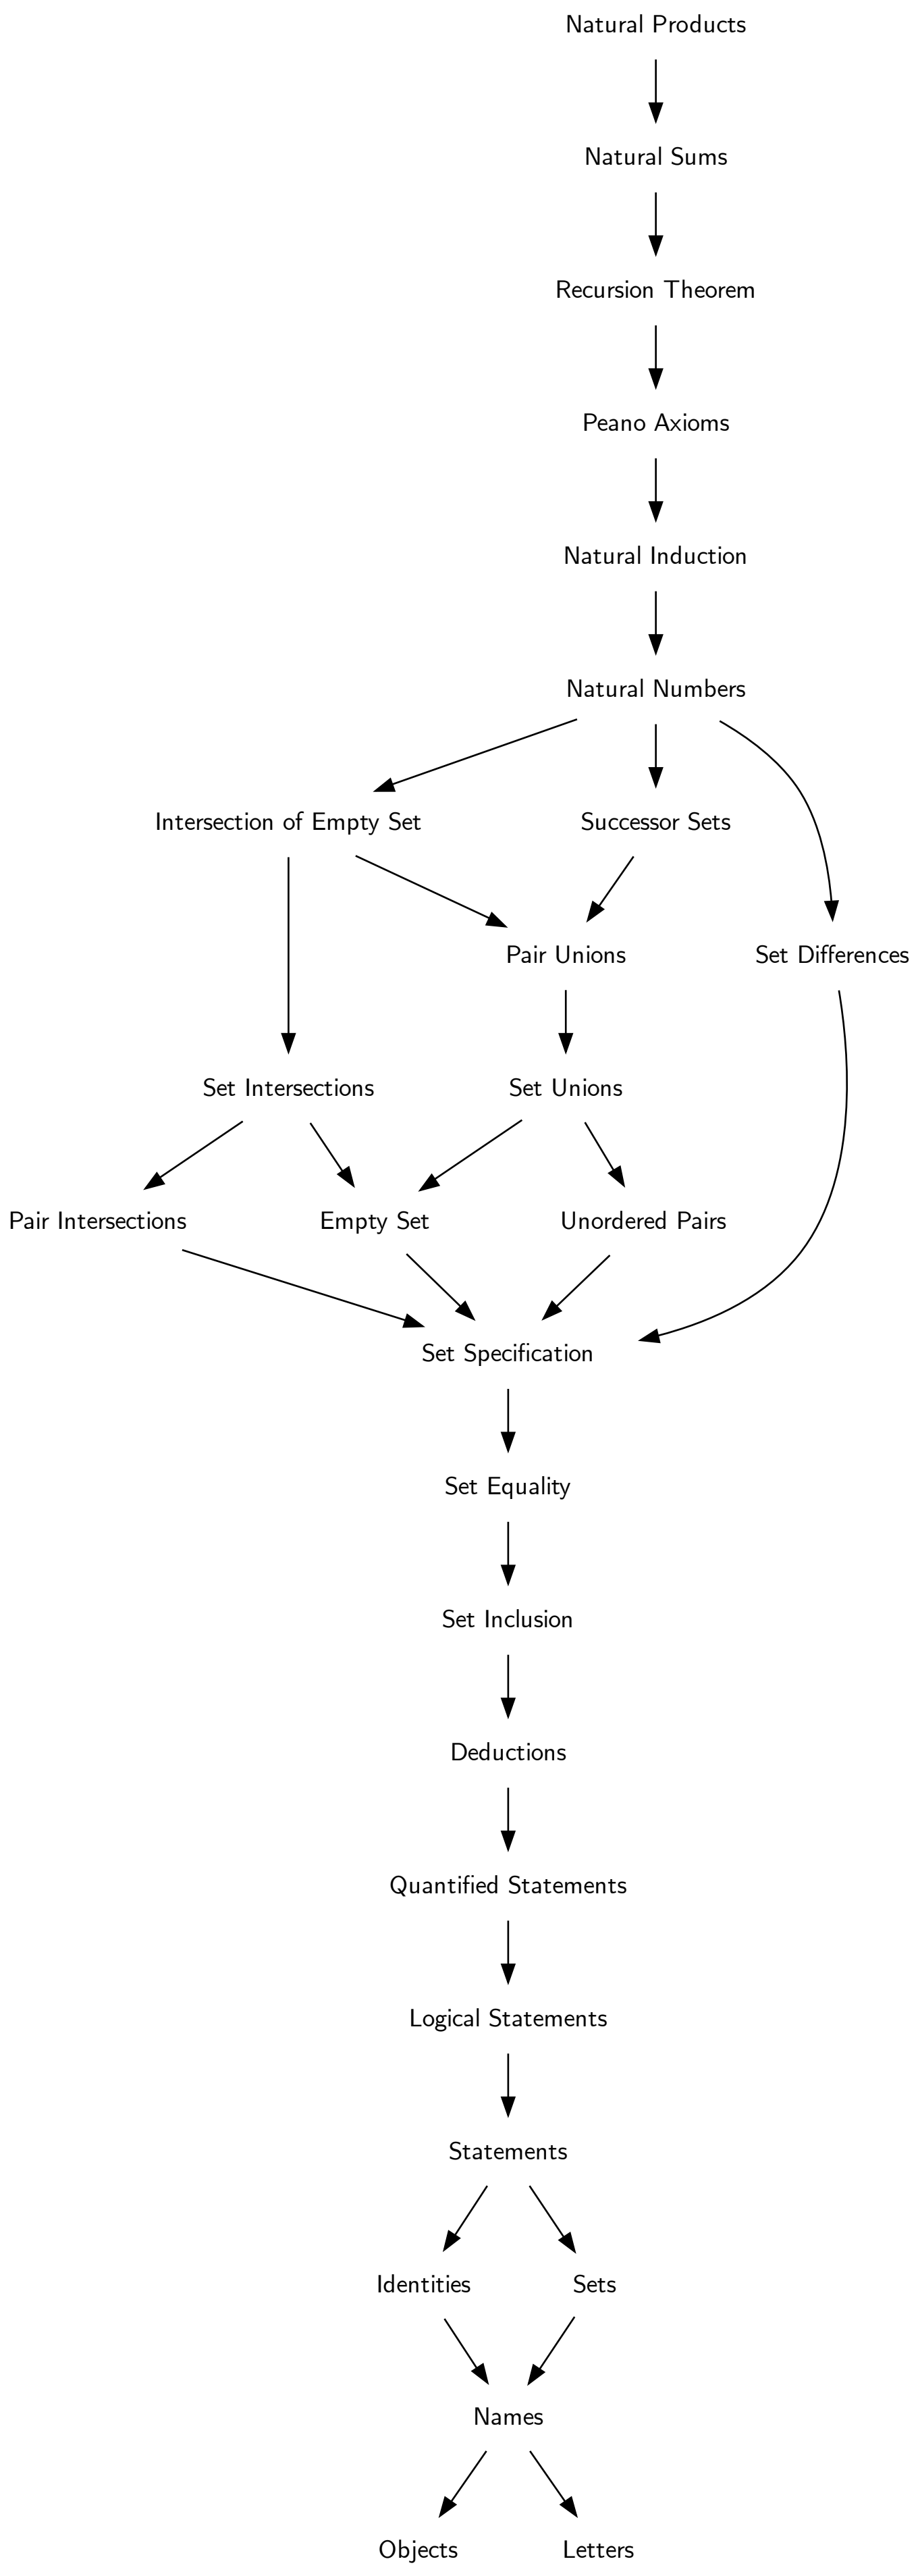 Natural Products
Natural Sums
Recursion Theorem
Peano Axioms
Natural Induction
Natural Numbers
Intersection of Empty Set
Successor Sets
Pair Unions
Set Differences
Set Intersections
Set Unions
Pair Intersections
Empty Set
Unordered Pairs
Set Specification
Set Equality
Set Inclusion
Deductions
Quantified Statements
Logical Statements
Statements
Identities
Sets
Names
Objects
Letters